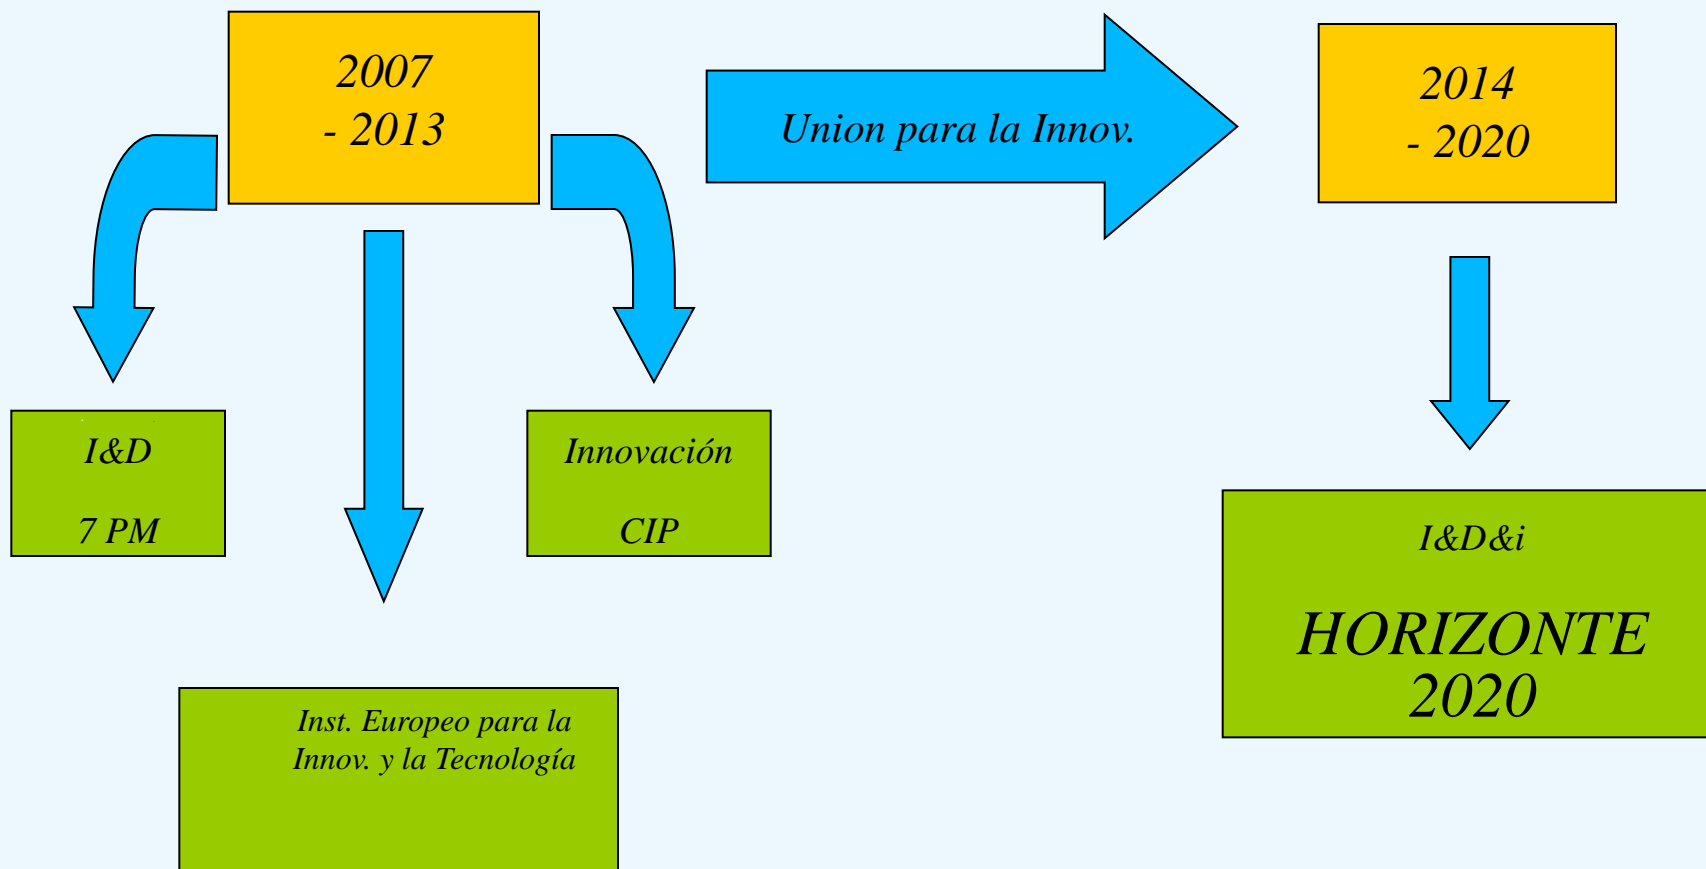 2007
- 2013
Union para la Innov.
2014
- 2020
I&D
7 PM
Innovación
CIP
I&D&i
HORIZONTE
2020
Inst. Europeo para la
Innov. y la Tecnología